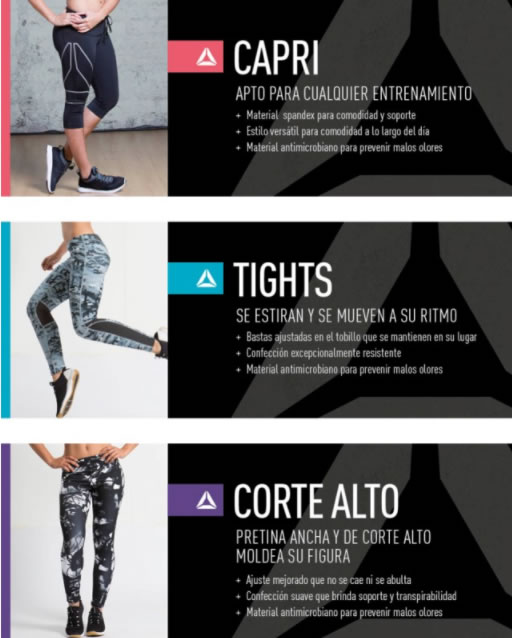 CAPRI
APTO PARA CUALQUIER ENTRENAMIENTO
+ Material spandex para comodidad y soporte
+ Estilo versátil para comodidad a lo largo del día
+ Material antimicrobiano para prevenir malos olores
TIGHTS
SE ESTIRAN Y SE MUEVEN A SU RITMO
+ Bastas ajustadas en el tobillo que se mantienen en su lugar
+ Confección excepcionalmente resistente
+ Material antimicrobiano para prevenir malos olores
CORTE ALTO
PRETINA ANCHA Y DE CORTE ALTO
MOLDEA SU FIGURA
+ Ajuste mejorado que no se cae ni se abulta
+ Confección suave que brinda soporte y transpirabilidad
+ Material antimicrobiano para prevenir malos olores